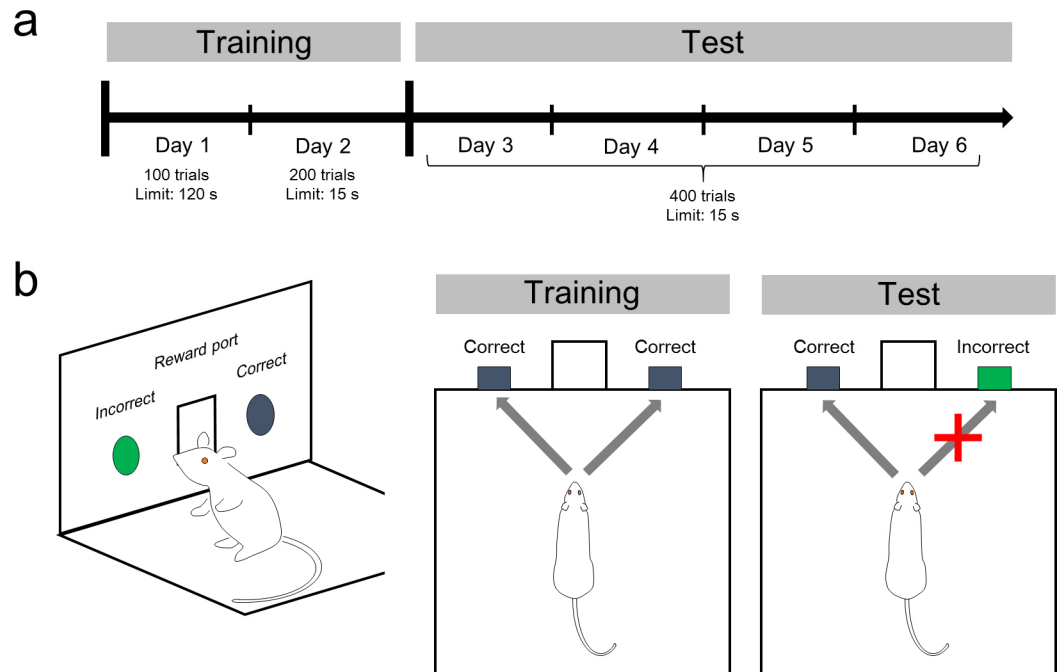 a
Training
Test
Day 1
Day 2
Day 3
Day 4
Day 5
Day 6
100 trials
Limit: 120 s
200 trials
Limit: 15 s
400 trials
Limit: 15 s
b
Reward port
Incorrect
Correct
Training
Correct
Correct
Test
Correct
Incorrect